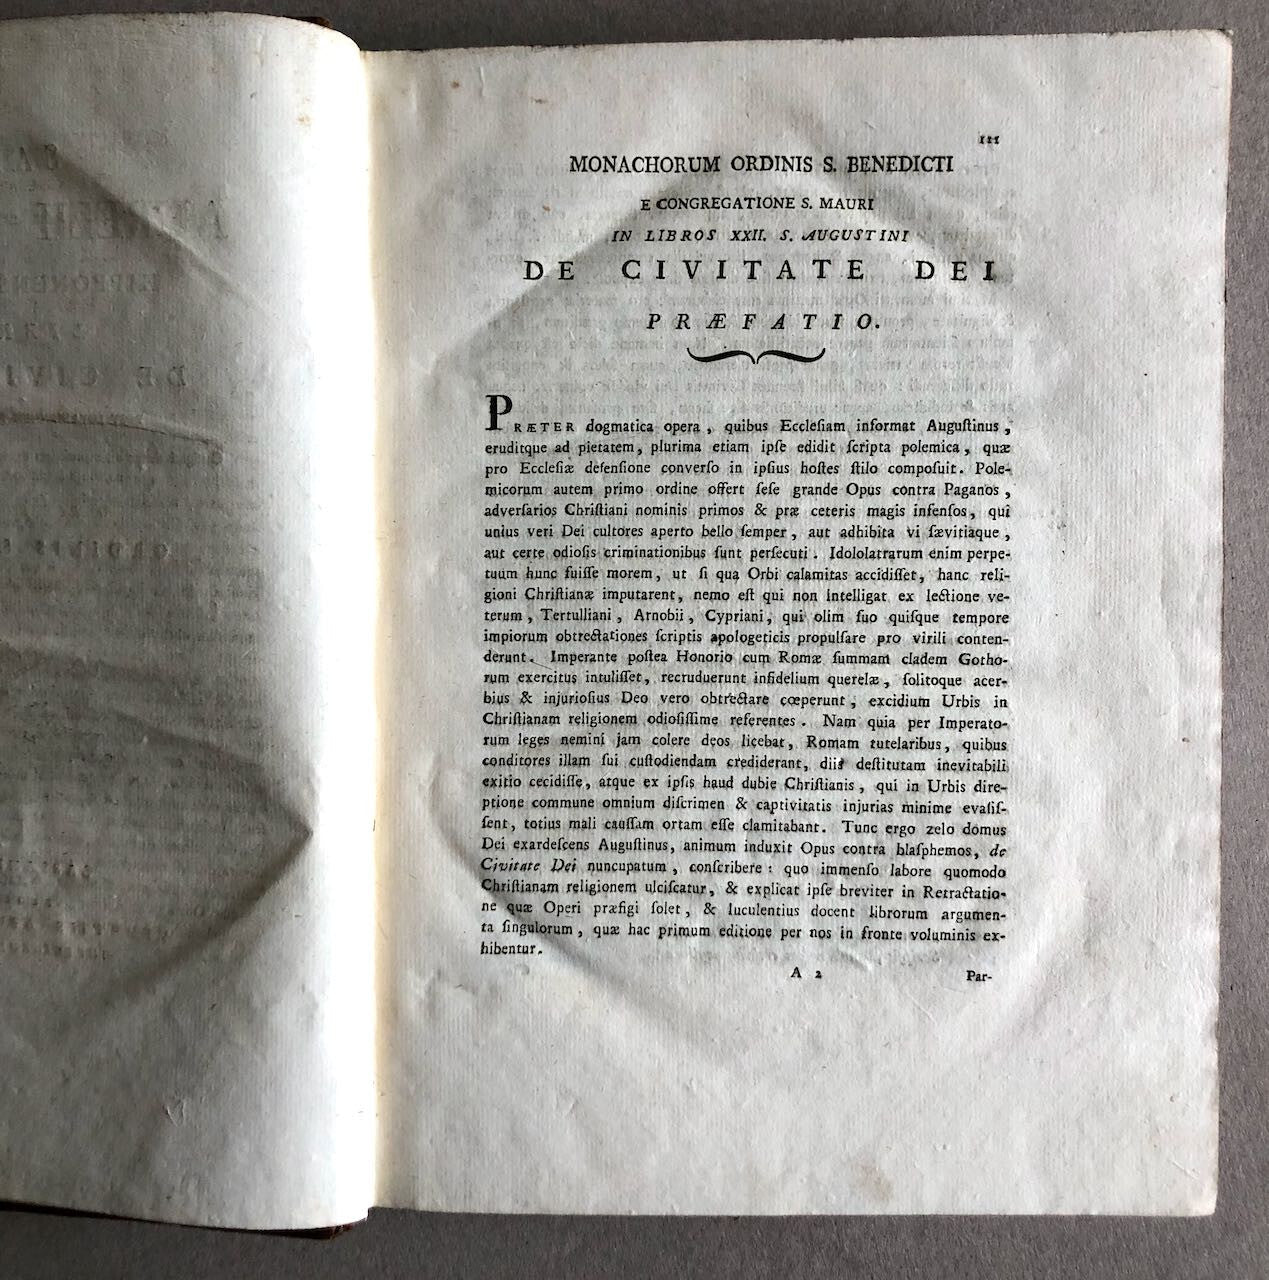 III
MONACHORUM ORDINIS S. BENEDICTI
E CONGREGATIONE S. MAURI
IN LIBROS XXII. S. AUGUSTINI
DE CIVITATE DEI
PRÆFATIO.
PRÆTER dogmatica opera, quibus Eccleſiam informat Auguſtinus,
eruditque ad pietatem, plurima etiam ipſe edidit ſcripta polemica, quæ
pro Eccleſiæ defenſione converſo in ipſius hoſtes ſtilo compoſuit. Pole-
micorum autem primo ordine offert ſeſe grande Opus contra Paganos,
adverſarios Chriſtiani nominis primos & præ ceteris magis infenſos, qui
unius veri Dei cultores aperto bello ſemper, aut adhibita vi ſævitiaque,
aut certe odioſis criminationibus ſunt perſecuti. Idololatrarum enim perpe-
tuum hunc fuiſſe morem, ut ſi qua Orbi calamitas accidiſſet, hanc reli-
gioni Chriſtianæ imputarent, nemo eſt qui non intelligat ex lectione ve-
terum, Tertulliani, Arnobii, Cypriani, qui olim ſuo quiſque tempore
impiorum obtrectationes ſcriptis apologeticis propulſare pro virili conten-
derunt. Imperante poſtea Honorio cum Romæ ſummam cladem Gotho-
rum exercitus intuliſſet, recruduerunt infidelium querelæ, ſolitoque acer-
bius & injurioſius Deo vero obtrectare cœperunt, excidium Urbis in
Chriſtianam religionem odioſiſſime referentes. Nam quia per Imperato-
rum leges nemini jam colere deos licebat, Romam tutelaribus, quibus
conditores illam ſui cuſtodiendam crediderant, diis deſtitutam inevitabili
exitio cecidiſſe, atque ex ipſis haud dubie Chriſtianis, qui in Urbis dire-
ptione commune omnium diſcrimen & captivitatis injurias minime evaſiſ-
ſent, totius mali cauſſam ortam eſſe clamitabant. Tunc ergo zelo domus
Dei exardeſcens Auguſtinus, animum induxit Opus contra blaſphemos, de
Civitate Dei nuncupatum, conſcribere: quo immenſo labore quomodo
Chriſtianam religionem ulciſcatur, & explicat ipſe breviter in Retractatio-
ne quæ Operi præfigi ſolet, & luculentius docent librorum argumen-
ta ſingulorum, quæ hac primum editione per nos in fronte voluminis ex-
hibentur.
A 2 Par-